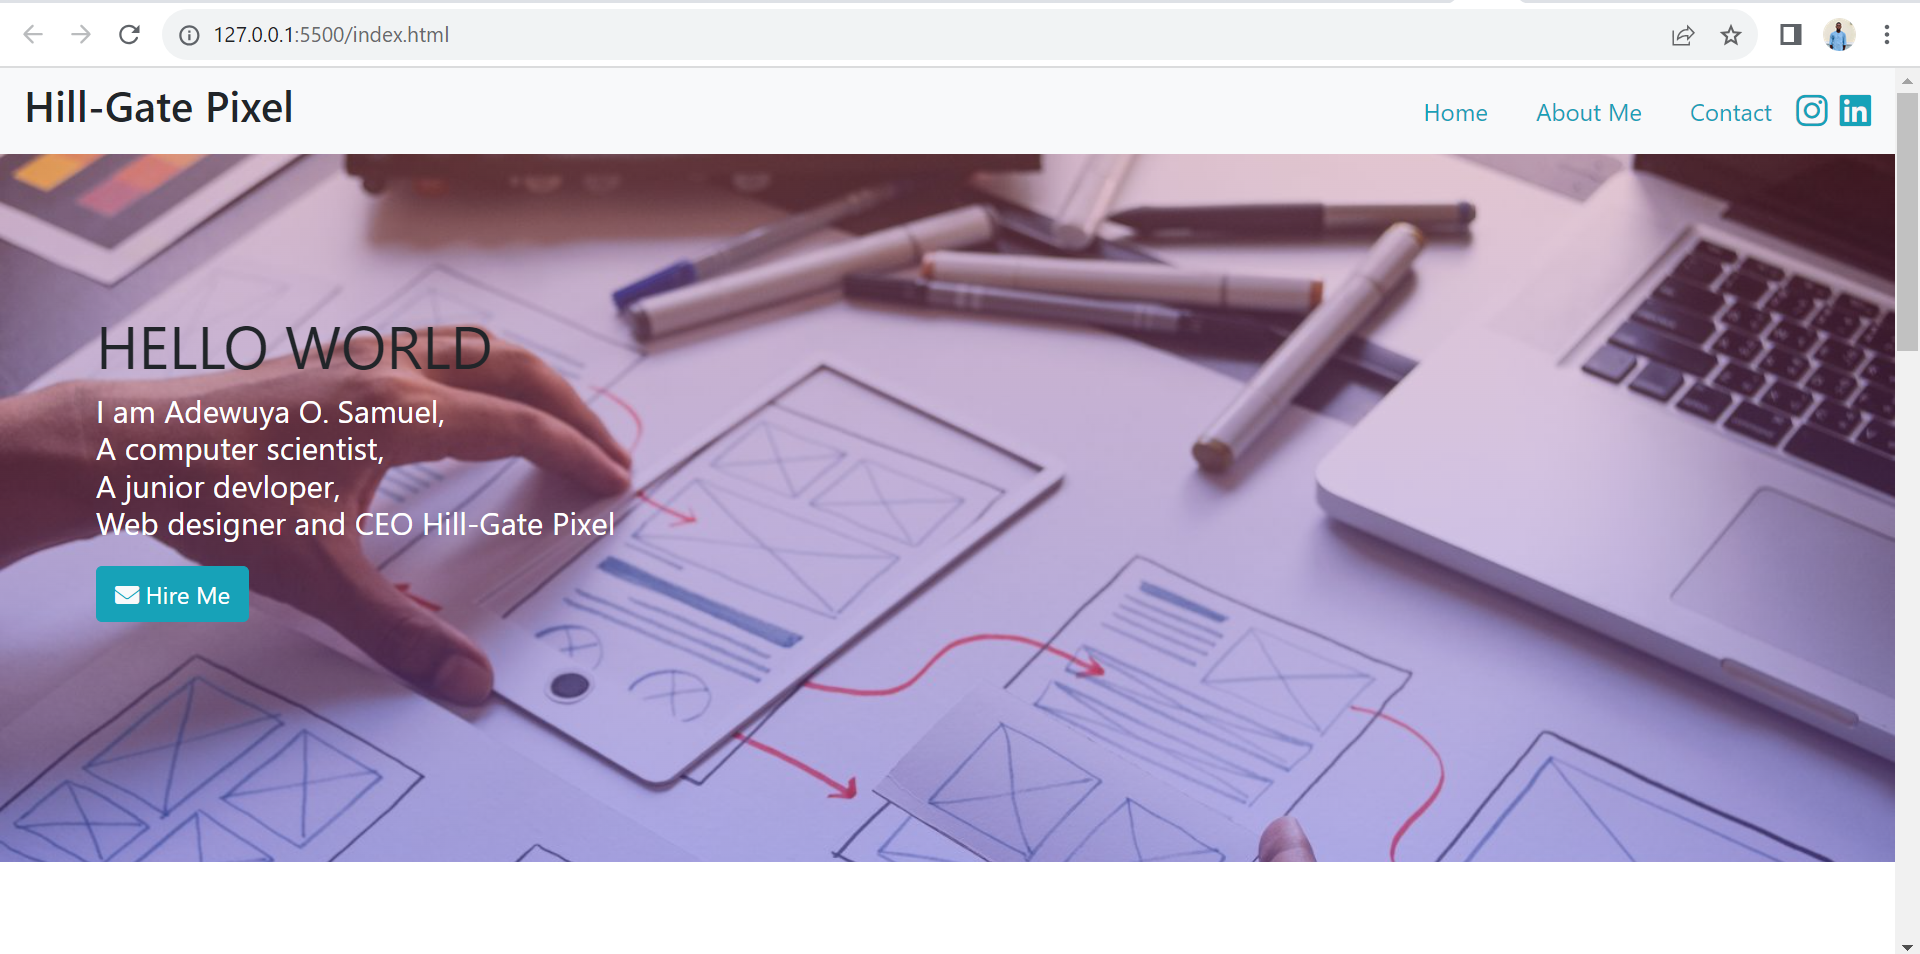 127.0.0.1:5500/index.html
Hill-Gate Pixel
Home About Me Contact
HELLO WORLD
I am Adewuya O. Samuel,
A computer scientist,
A junior devloper,
Web designer and CEO Hill-Gate Pixel
Hire Me